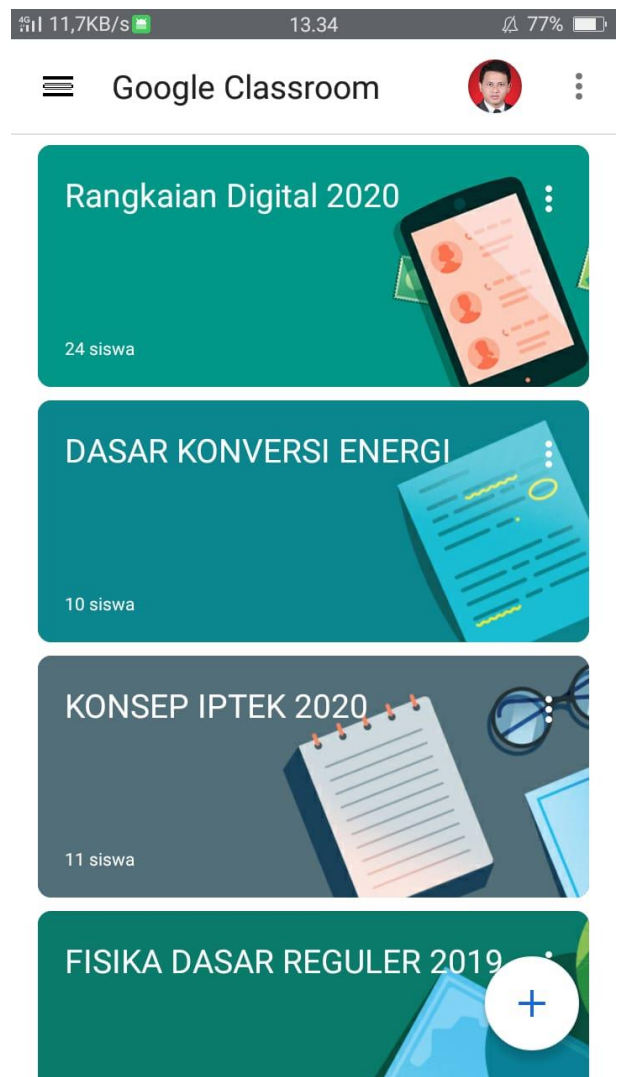 4G 11,7KB/s 13.34 77%
Google Classroom
Rangkaian Digital 2020
24 siswa
DASAR KONVERSI ENERGI
10 siswa
KONSEP IPTEK 2020
11 siswa
FISIKA DASAR REGULER 2019